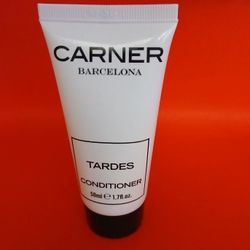 CARNER
BARCELONA
TARDES
CONDITIONER
50ml e 1.7fl.oz.